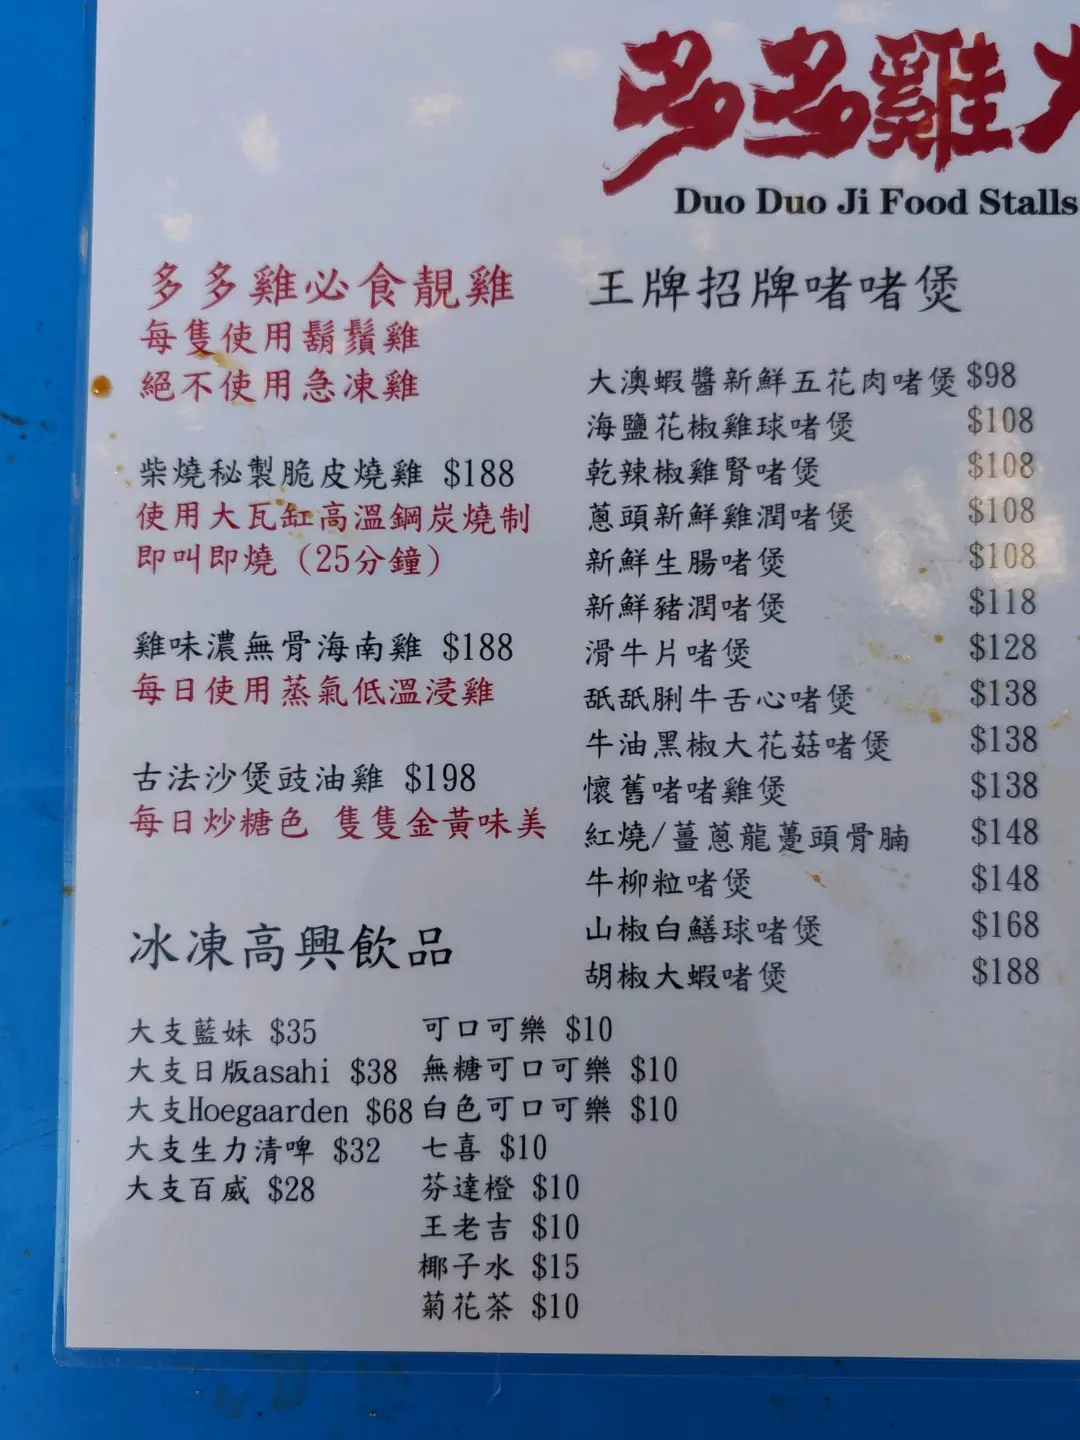 多多雞大
Duo Duo Ji Food Stalls
多多雞必食靚雞
每隻使用鬍鬚雞
絕不使用急凍雞
柴燒秘製脆皮燒雞 $188
使用大瓦缸高溫鋼炭燒制
即叫即燒 (25分鐘)
雞味濃無骨海南雞 $188
每日使用蒸氣低溫浸雞
古法沙煲豉油雞 $198
每日炒糖色 隻隻金黃味美
王牌招牌啫啫煲
大澳蝦醬新鮮五花肉啫煲 $98
海鹽花椒雞球啫煲 $108
乾辣椒雞腎啫煲 $108
蔥頭新鮮雞潤啫煲 $108
新鮮生腸啫煲 $108
新鮮豬潤啫煲 $118
滑牛片啫煲 $128
舐舐脷牛舌心啫煲 $138
牛油黑椒大花菇啫煲 $138
懷舊啫啫雞煲 $138
紅燒/薑蔥龍躉頭骨腩 $148
牛柳粒啫煲 $148
山椒白鱔球啫煲 $168
胡椒大蝦啫煲 $188
冰凍高興飲品
大支藍妹 $35
大支日版asahi $38
大支Hoegaarden $68
大支生力清啤 $32
大支百威 $28
可口可樂 $10
無糖可口可樂 $10
白色可口可樂 $10
七喜 $10
芬達橙 $10
王老吉 $10
椰子水 $15
菊花茶 $10